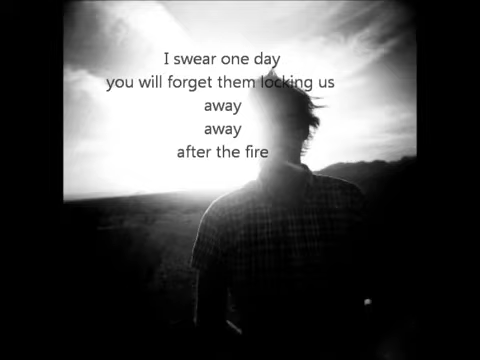 I swear one day
you will forget them locking us
away
away
after the fire